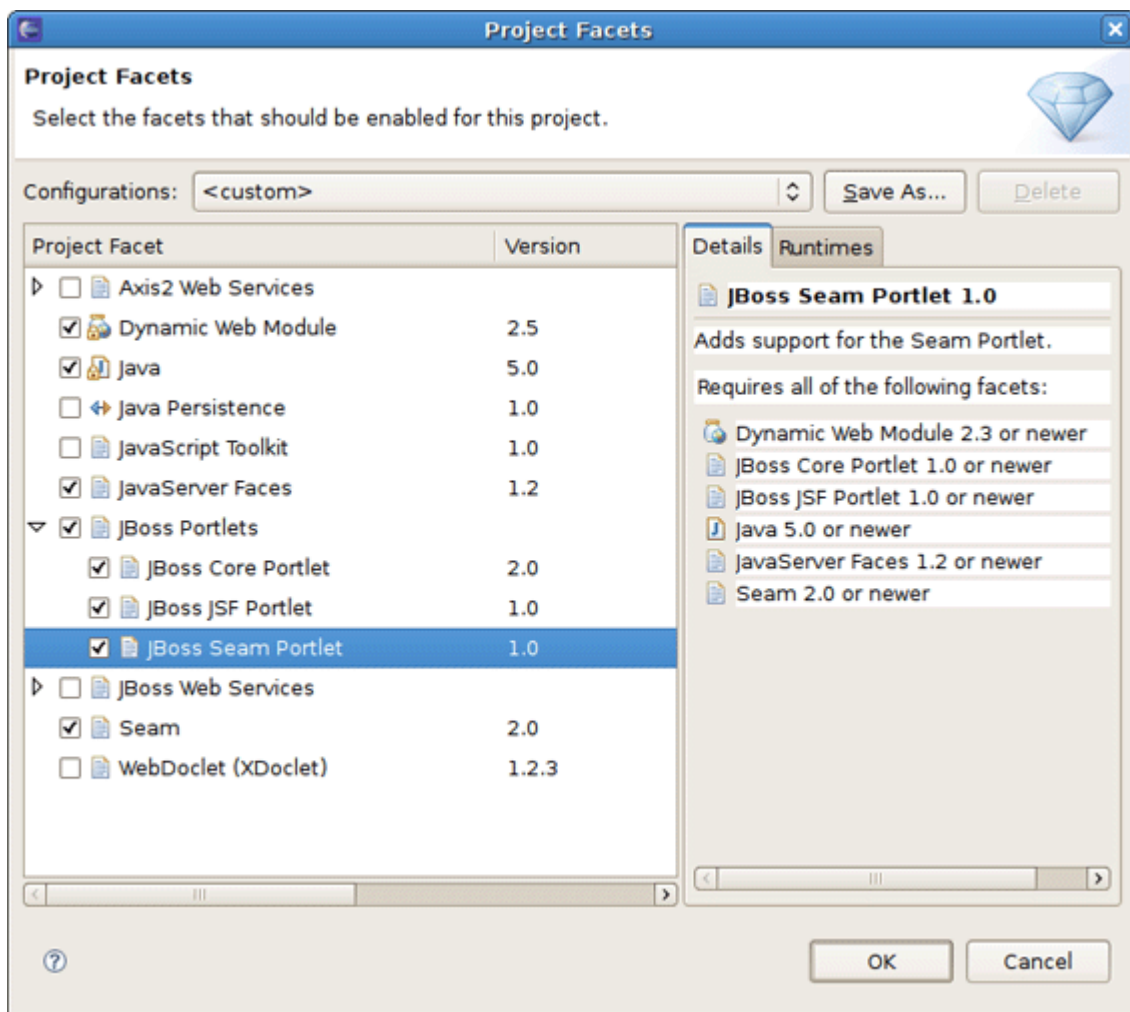 Project Facets
Project Facets
Select the facets that should be enabled for this project.
Configurations: <custom> Save As... Delete
Project Facet Version
Axis2 Web Services
Dynamic Web Module 2.5
Java 5.0
Java Persistence 1.0
JavaScript Toolkit 1.0
JavaServer Faces 1.2
JBoss Portlets
JBoss Core Portlet 2.0
JBoss JSF Portlet 1.0
JBoss Seam Portlet 1.0
JBoss Web Services
Seam 2.0
WebDoclet (XDoclet) 1.2.3
Details Runtimes
JBoss Seam Portlet 1.0
Adds support for the Seam Portlet.
Requires all of the following facets:
Dynamic Web Module 2.3 or newer
JBoss Core Portlet 1.0 or newer
JBoss JSF Portlet 1.0 or newer
Java 5.0 or newer
JavaServer Faces 1.2 or newer
Seam 2.0 or newer
OK Cancel